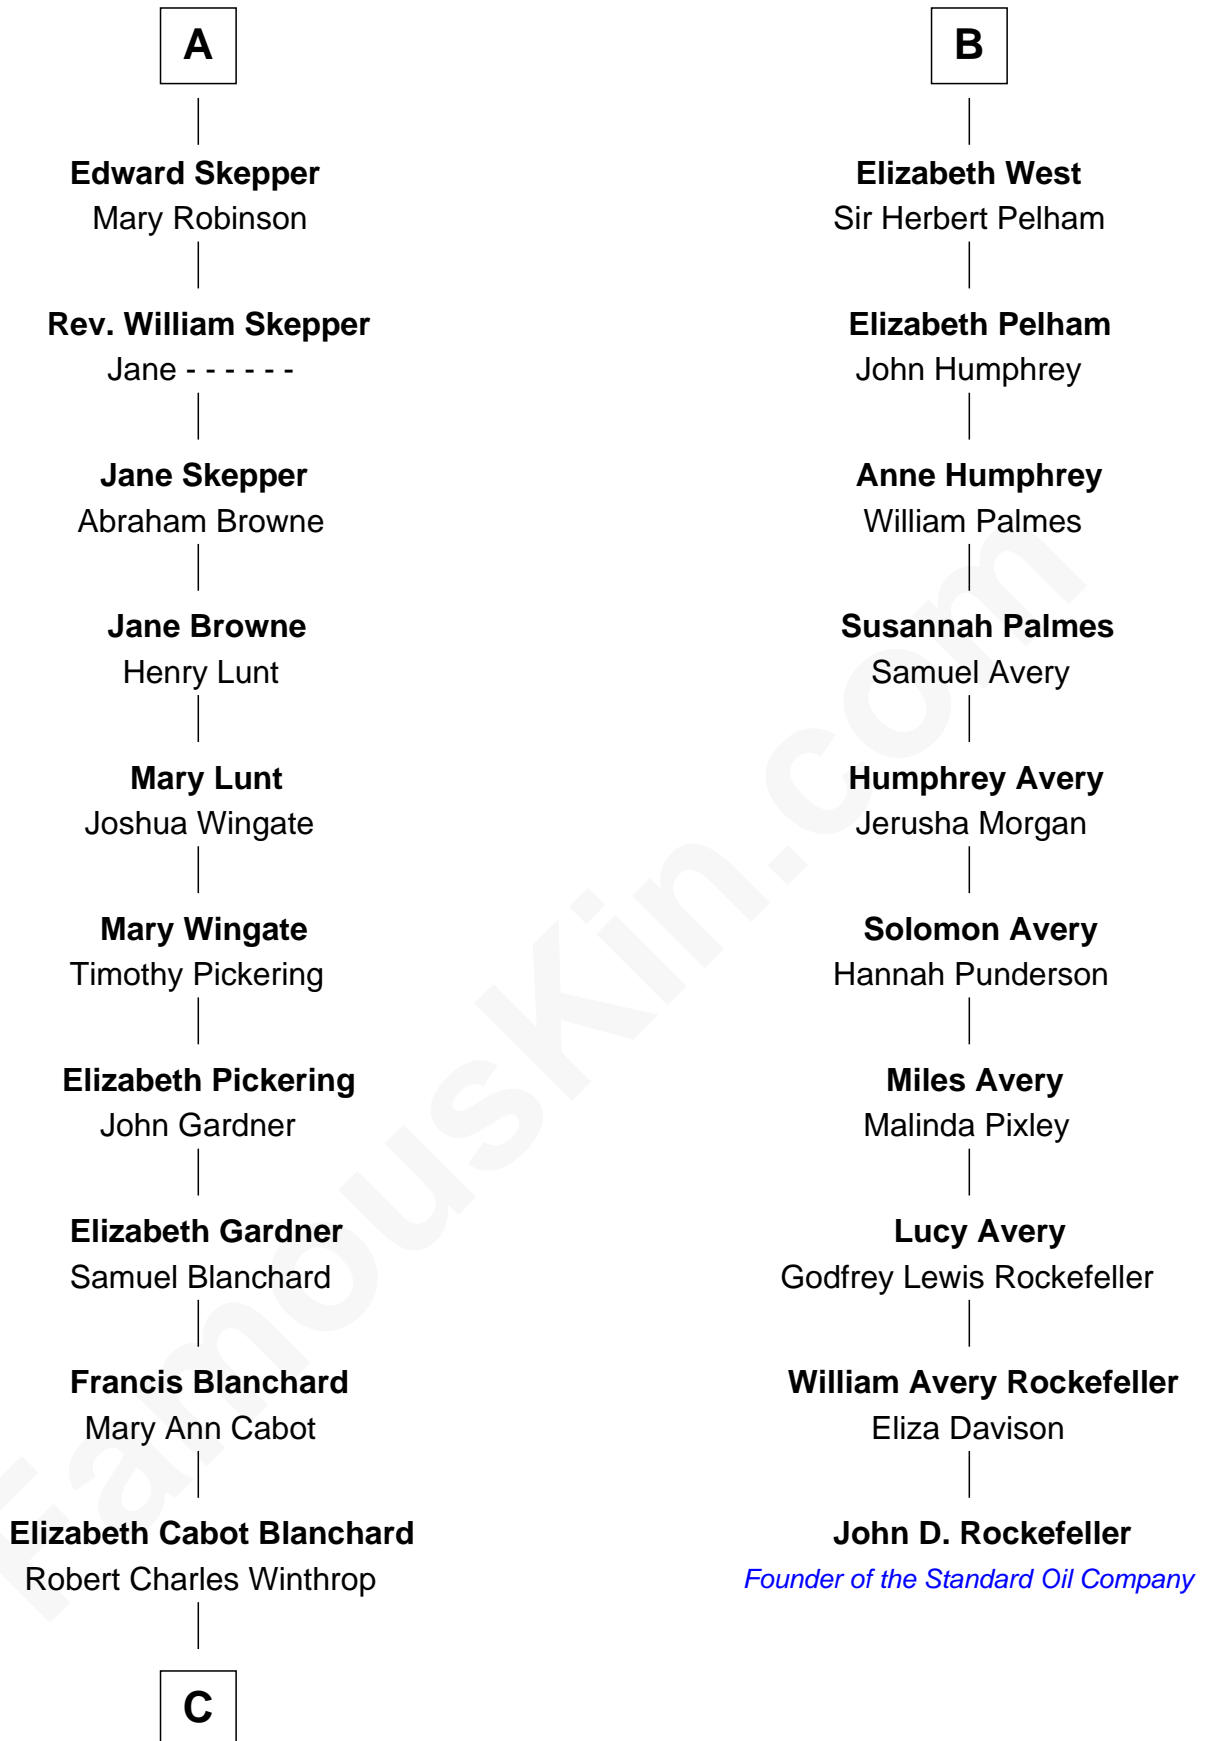 A
Edward Skepper
Mary Robinson
Rev. William Skepper
Jane - - - - - -
Jane Skepper
Abraham Browne
Jane Browne
Henry Lunt
Mary Lunt
Joshua Wingate
Mary Wingate
Timothy Pickering
Elizabeth Pickering
John Gardner
Elizabeth Gardner
Samuel Blanchard
Francis Blanchard
Mary Ann Cabot
Elizabeth Cabot Blanchard
Robert Charles Winthrop
C
B
Elizabeth West
Sir Herbert Pelham
Elizabeth Pelham
John Humphrey
Anne Humphrey
William Palmes
Susannah Palmes
Samuel Avery
Humphrey Avery
Jerusha Morgan
Solomon Avery
Hannah Punderson
Miles Avery
Malinda Pixley
Lucy Avery
Godfrey Lewis Rockefeller
William Avery Rockefeller
Eliza Davison
John D. Rockefeller
Founder of the Standard Oil Company
FamousKin.com